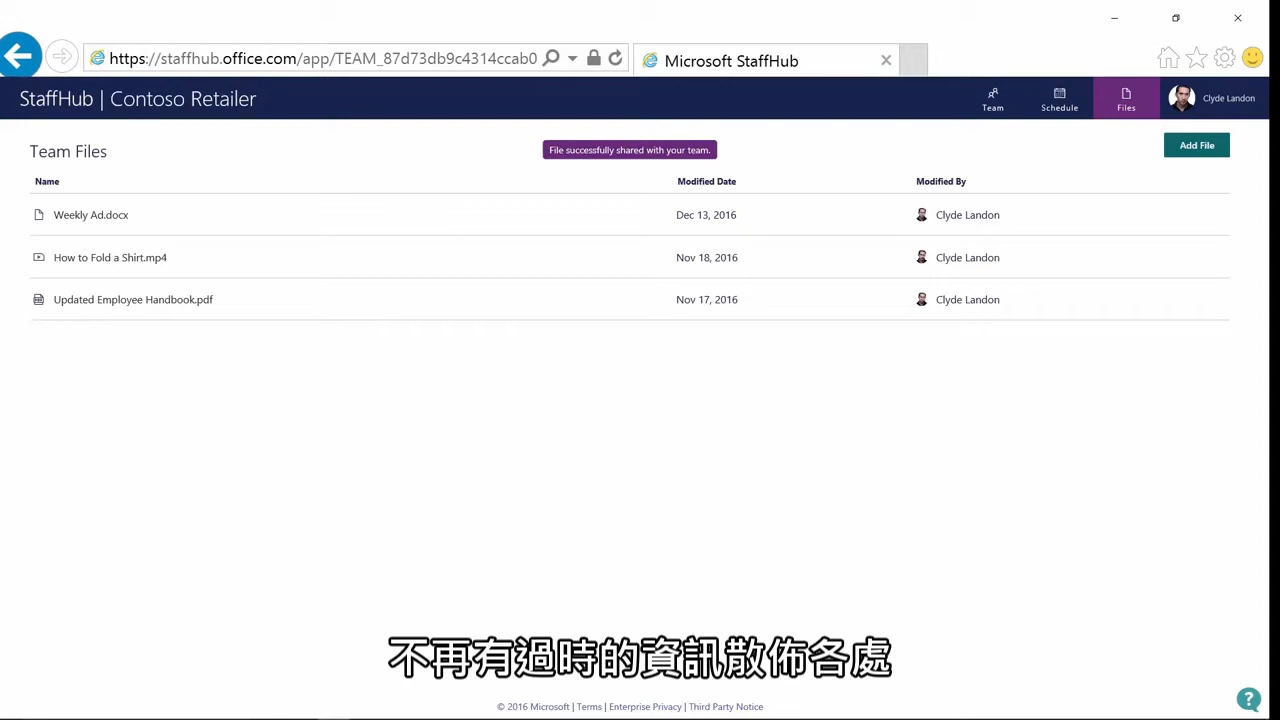 https://staffhub.office.com/app/TEAM_87d73db9c4314ccab0
Microsoft StaffHub
StaffHub | Contoso Retailer
Team
Schedule
Files
Clyde Landon
Team Files
File successfully shared with your team.
Add File
Name Modified Date Modified By
Weekly Ad.docx Dec 13, 2016 Clyde Landon
How to Fold a Shirt.mp4 Nov 18, 2016 Clyde Landon
Updated Employee Handbook.pdf Nov 17, 2016 Clyde Landon
不再有過時的資訊散佈各處
© 2016 Microsoft | Terms | Enterprise Privacy | Third Party Notice
?